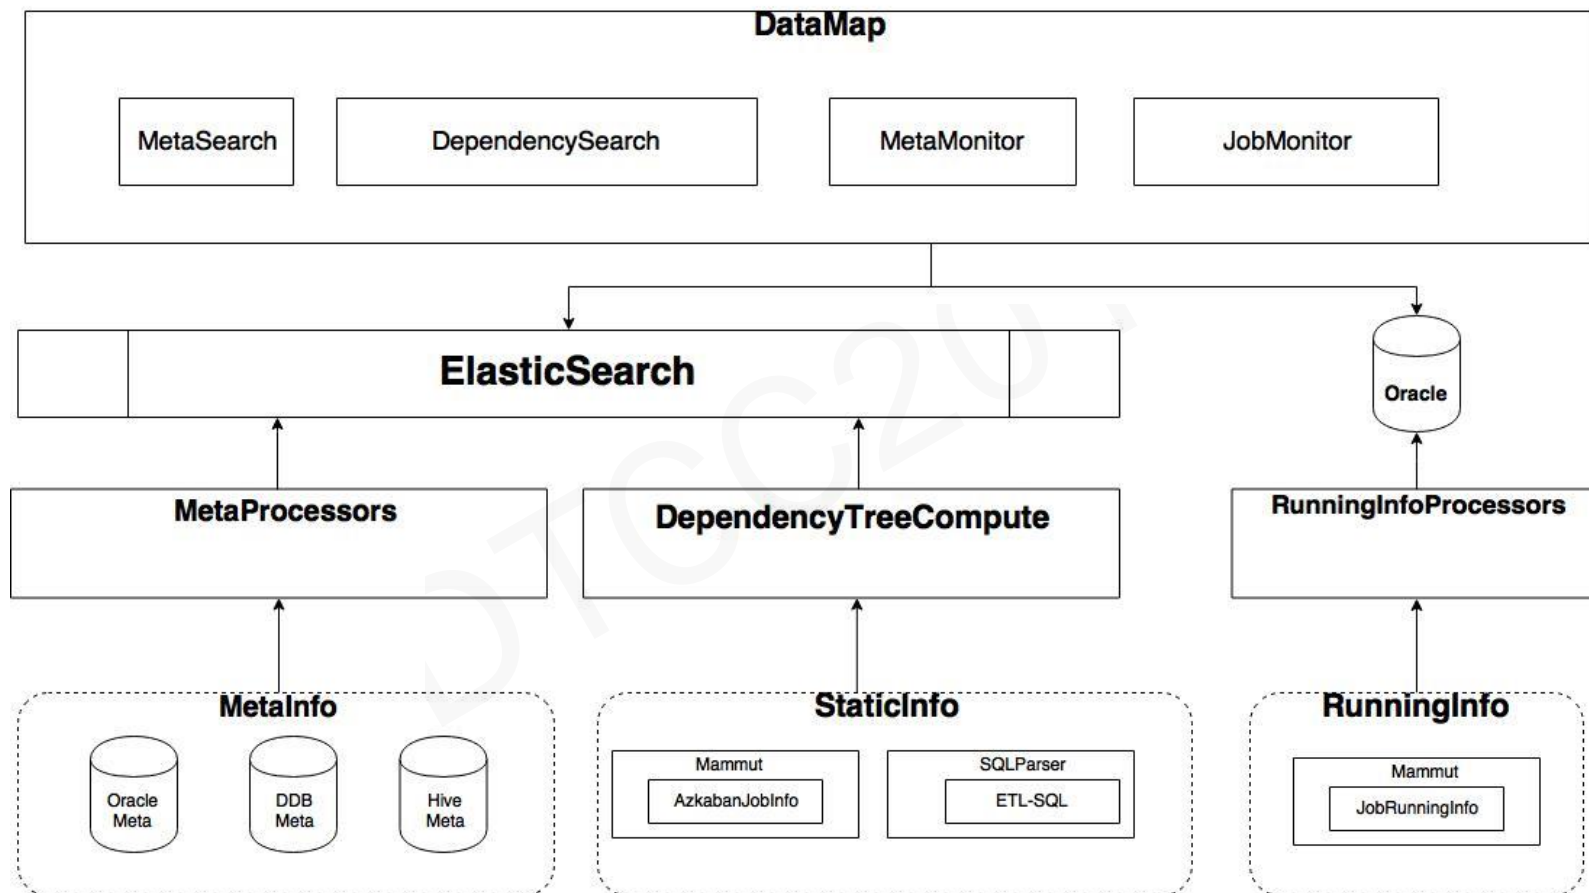 DataMap
MetaSearch
DependencySearch
MetaMonitor
JobMonitor
ElasticSearch
Oracle
MetaProcessors
DependencyTreeCompute
RunningInfoProcessors
MetaInfo
Oracle
Meta
DDB
Meta
Hive
Meta
StaticInfo
Mammut
AzkabanJobInfo
SQLParser
ETL-SQL
RunningInfo
Mammut
JobRunningInfo